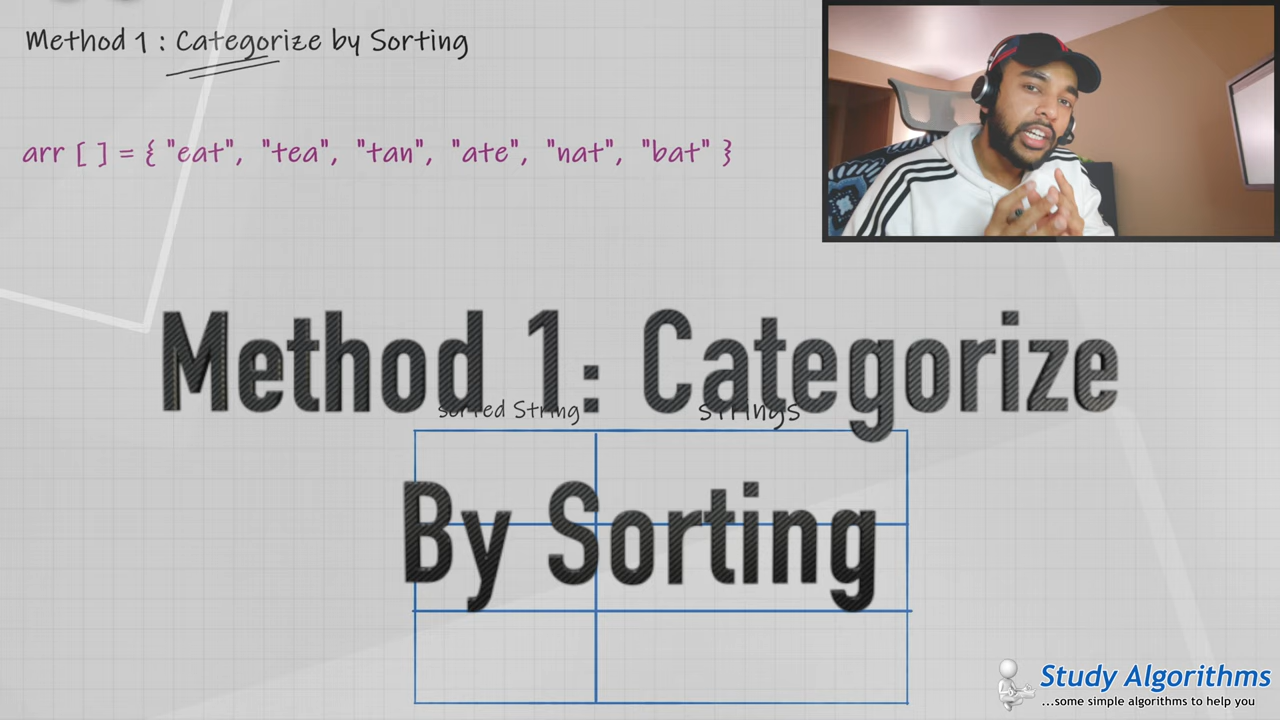 Method 1 : Categorize by Sorting
arr [ ] = { "eat", "tea", "tan", "ate", "nat", "bat" }
Method 1: Categorize
sorted String strings
By Sorting
Study Algorithms
...some simple algorithms to help you